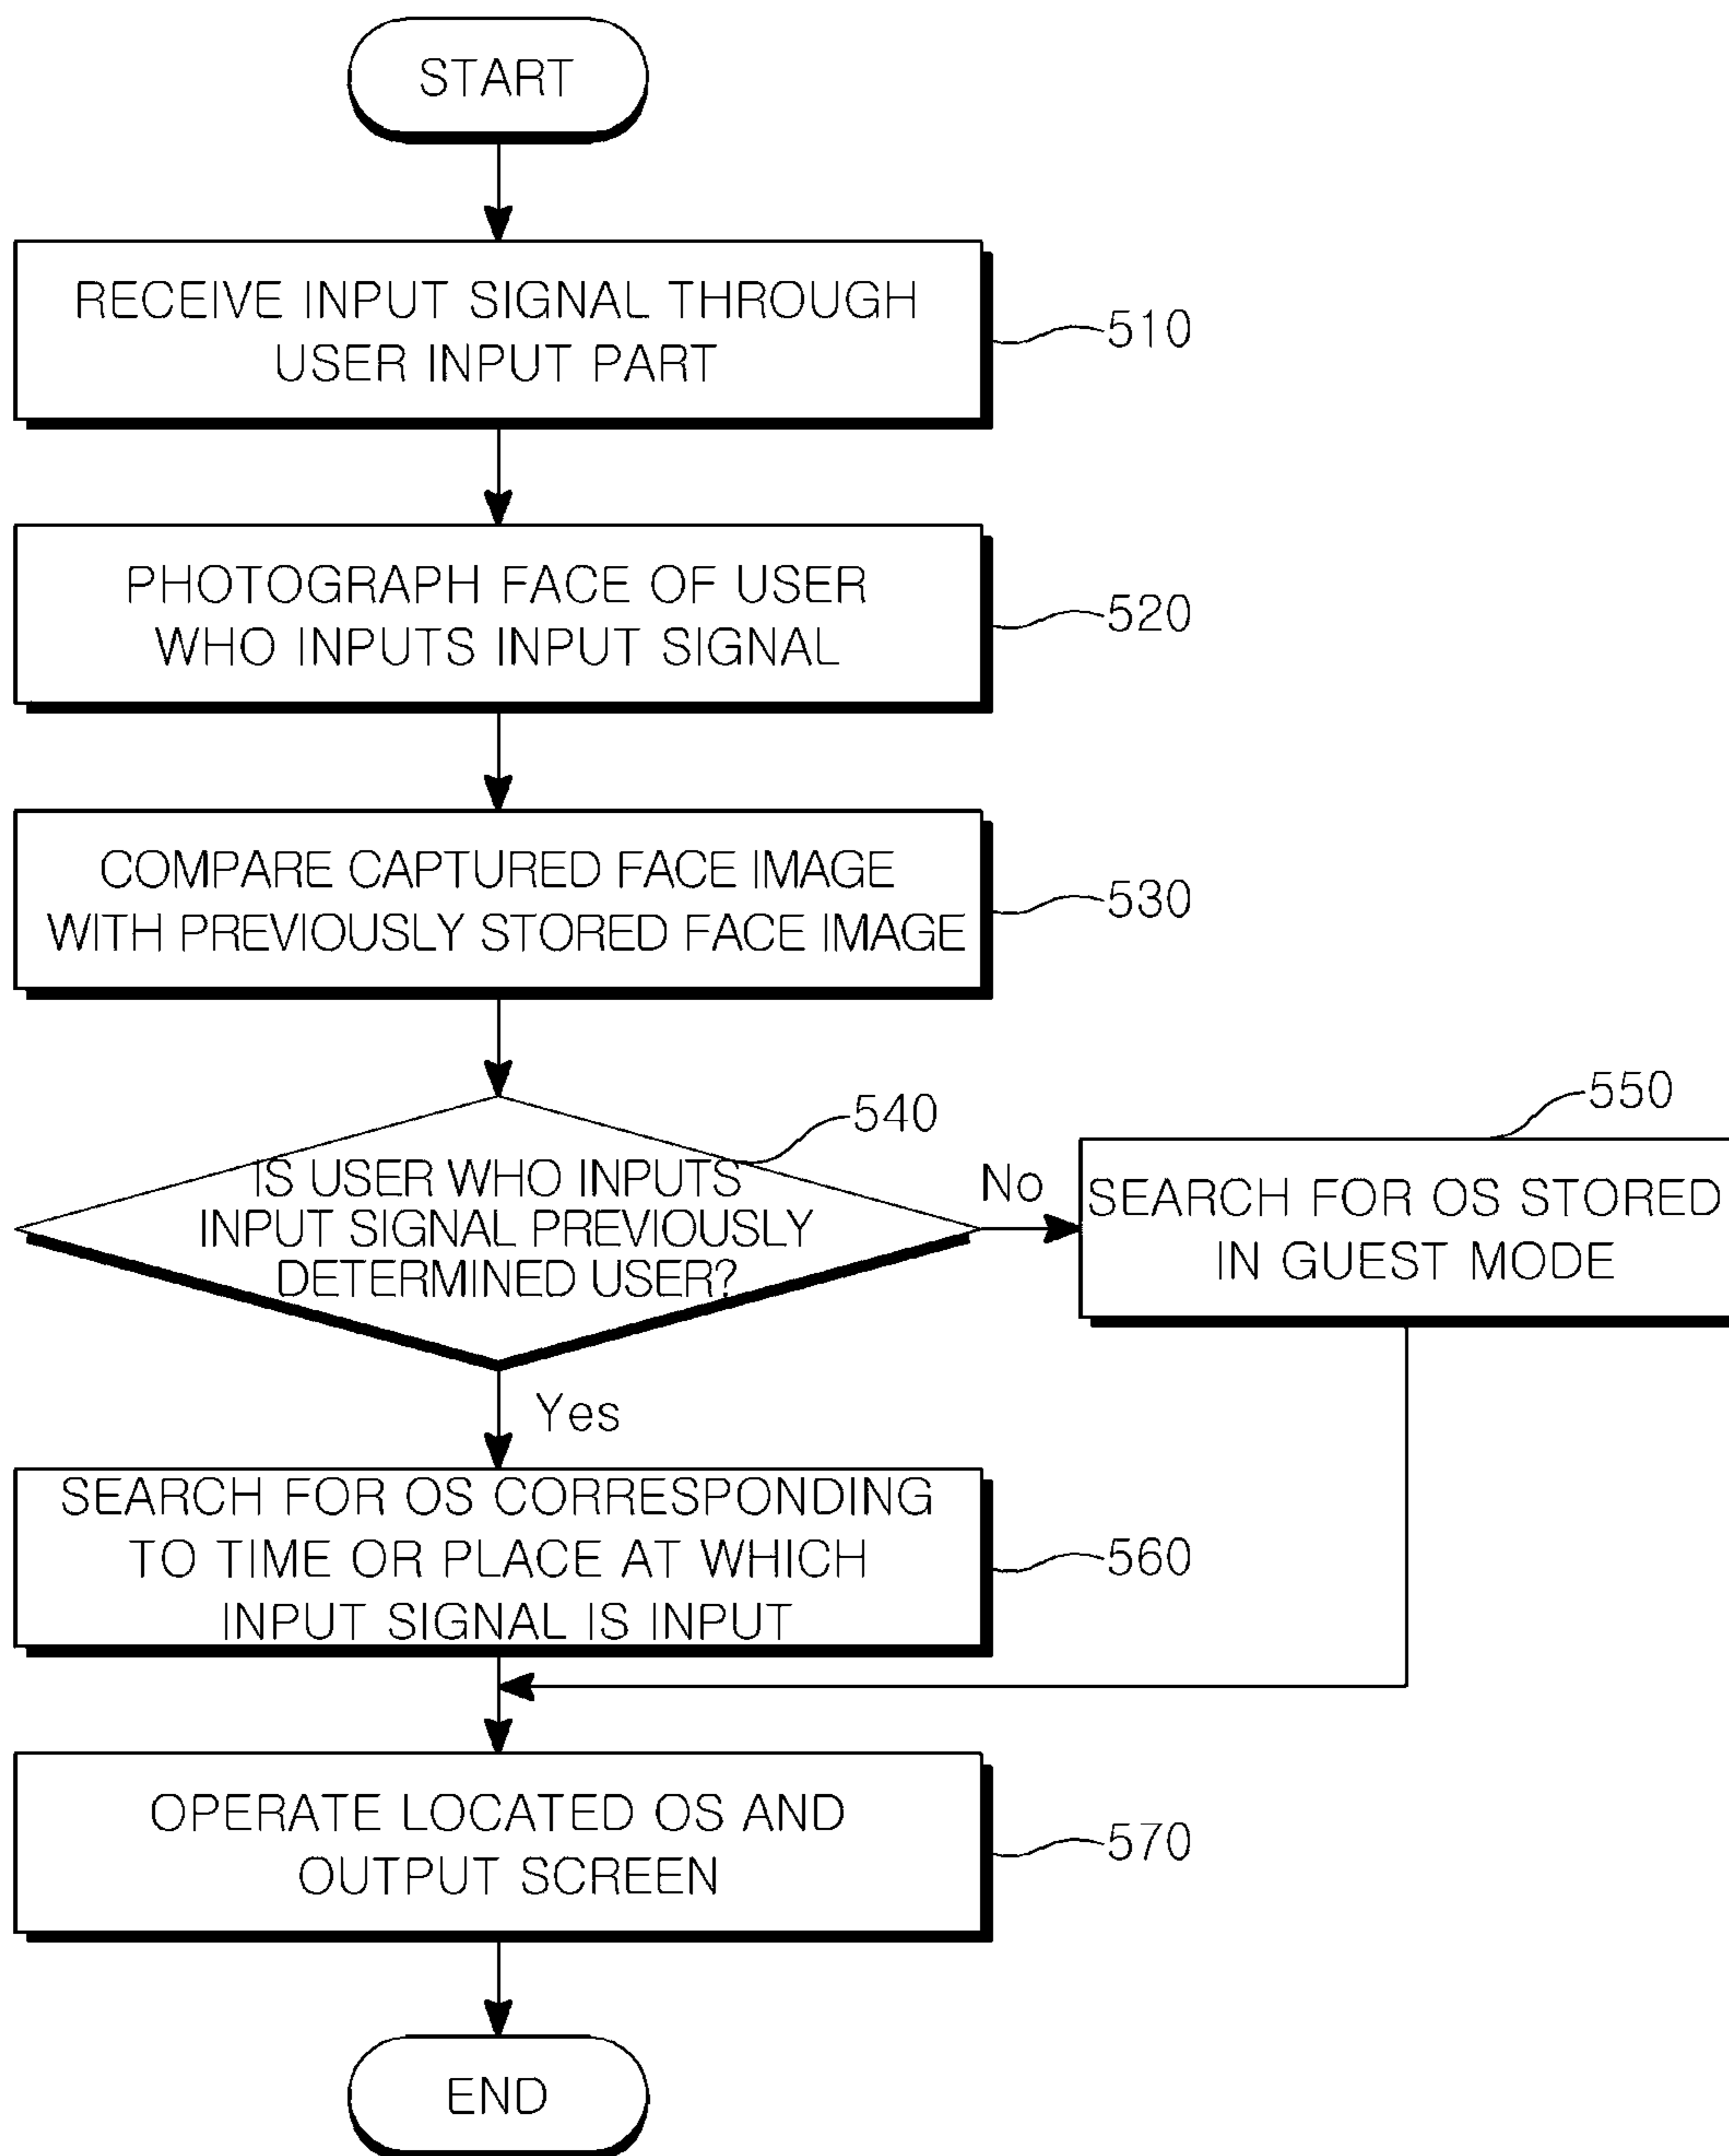 START
RECEIVE INPUT SIGNAL THROUGH
USER INPUT PART
510
PHOTOGRAPH FACE OF USER
WHO INPUTS INPUT SIGNAL
520
COMPARE CAPTURED FACE IMAGE
WITH PREVIOUSLY STORED FACE IMAGE
530
540
IS USER WHO INPUTS
INPUT SIGNAL PREVIOUSLY
DETERMINED USER?
No
550
SEARCH FOR OS STORED
IN GUEST MODE
Yes
SEARCH FOR OS CORRESPONDING
TO TIME OR PLACE AT WHICH
INPUT SIGNAL IS INPUT
560
OPERATE LOCATED OS AND
OUTPUT SCREEN
570
END